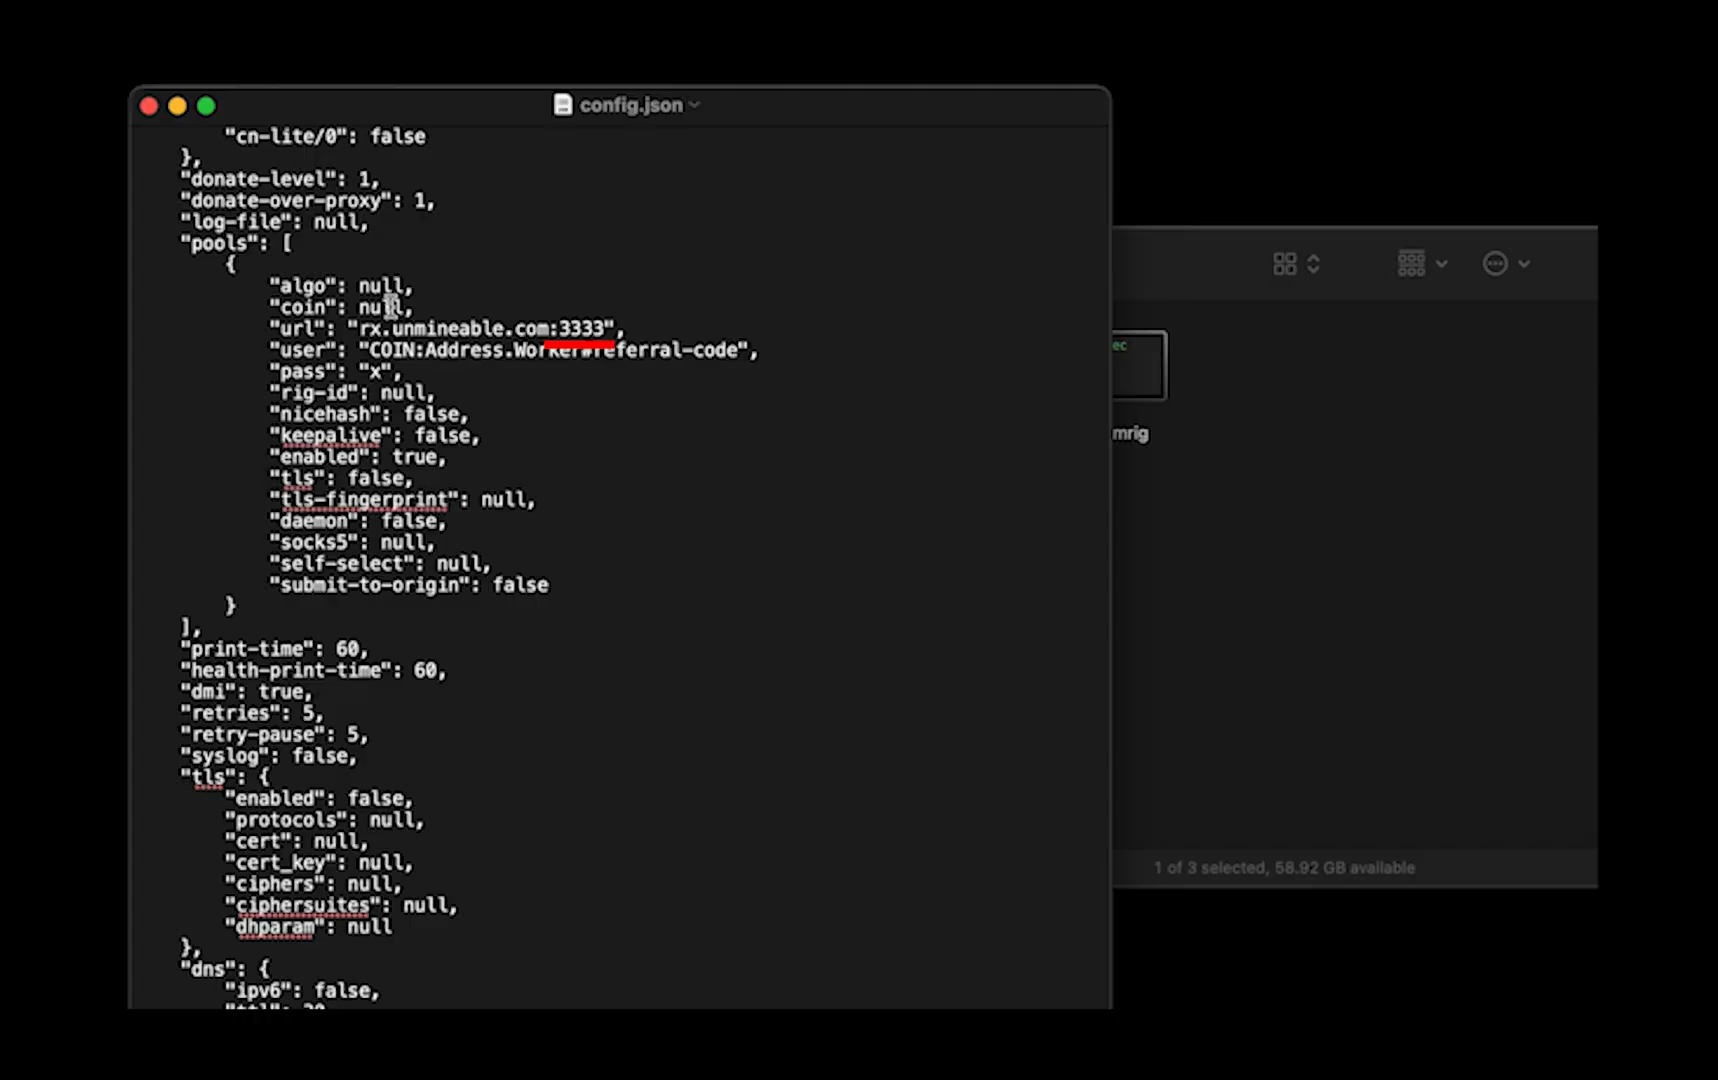 config.json
"cn-lite/0": false
},
"donate-level": 1,
"donate-over-proxy": 1,
"log-file": null,
"pools": [
{
"algo": null,
"coin": null,
"url": "rx.unmineable.com:3333",
"user": "COIN:Address.Worker#referral-code",
"pass": "x",
"rig-id": null,
"nicehash": false,
"keepalive": false,
"enabled": true,
"tls": false,
"tls-fingerprint": null,
"daemon": false,
"socks5": null,
"self-select": null,
"submit-to-origin": false
}
],
"print-time": 60,
"health-print-time": 60,
"dmi": true,
"retries": 5,
"retry-pause": 5,
"syslog": false,
"tls": {
"enabled": false,
"protocols": null,
"cert": null,
"cert_key": null,
"ciphers": null,
"ciphersuites": null,
"dhparam": null
},
"dns": {
"ipv6": false,
ec
mrig
1 of 3 selected, 58.92 GB available